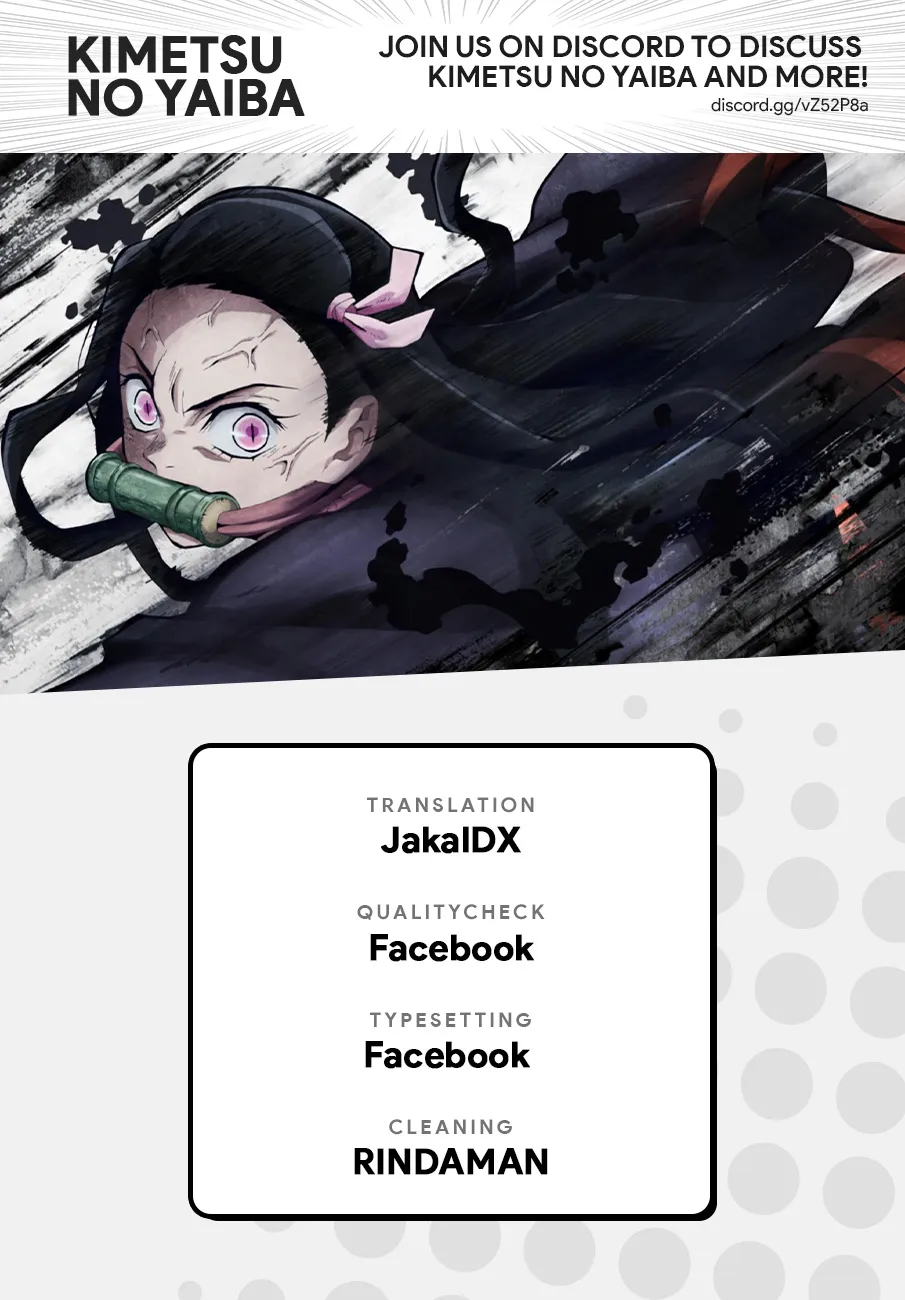 KIMETSU
NO YAIBA
JOIN US ON DISCORD TO DISCUSS
KIMETSU NO YAIBA AND MORE!
discord.gg/vZ52P8a
TRANSLATION
JakalDX
QUALITYCHECK
Facebook
TYPESETTING
Facebook
CLEANING
RINDAMAN